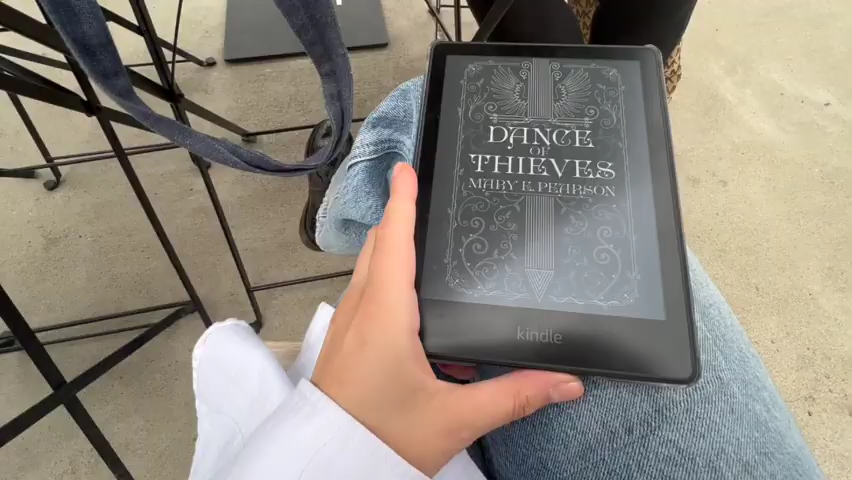 DANCE
OF
THIEVES
MARY E. PEARSON
kindle